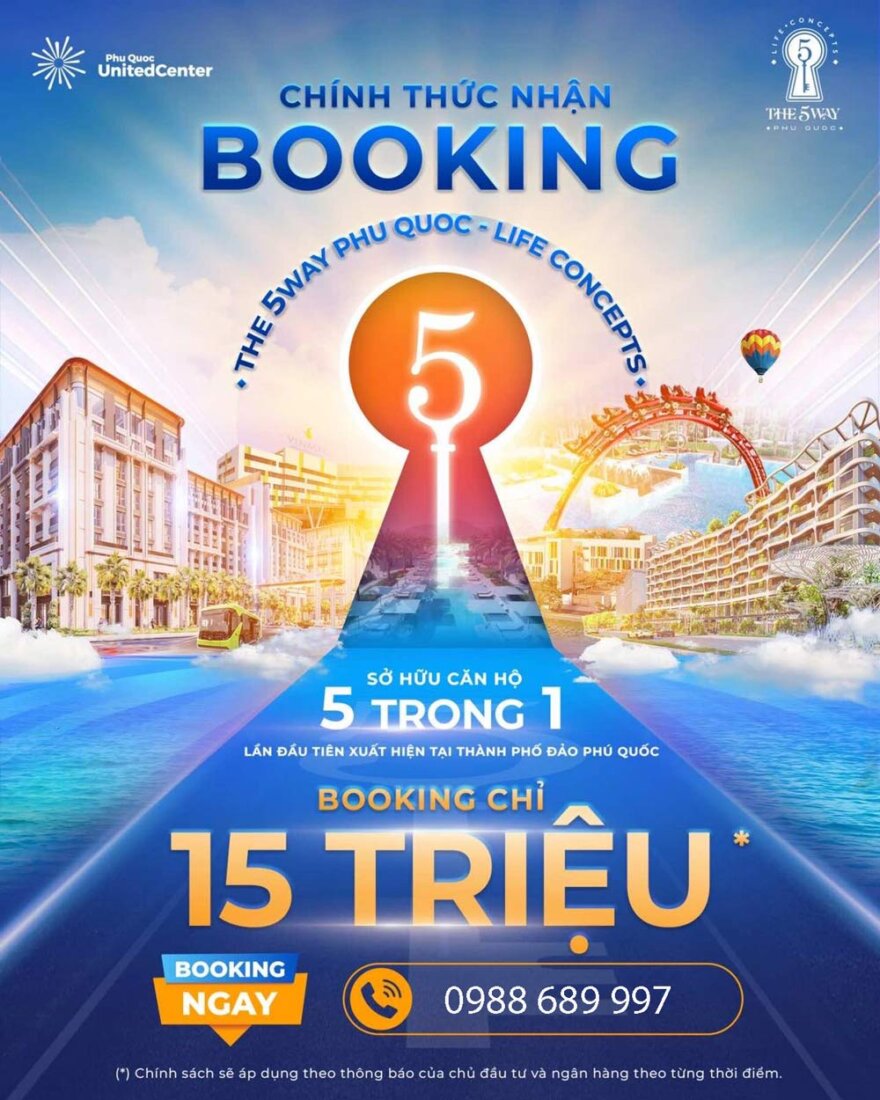 Phu Quoc
UnitedCenter
• LIFE • CONCEPTS •
5
THE 5WAY
• PHU QUOC •
CHÍNH THỨC NHẬN
BOOKING
• THE 5WAY PHU QUOC - LIFE CONCEPTS •
5
SỞ HỮU CĂN HỘ
5 TRONG 1
LẦN ĐẦU TIÊN XUẤT HIỆN TẠI THÀNH PHỐ ĐẢO PHÚ QUỐC
BOOKING CHỈ
15 TRIỆU*
BOOKING
NGAY
0988 689 997
(*) Chính sách sẽ áp dụng theo thông báo của chủ đầu tư và ngân hàng theo từng thời điểm.